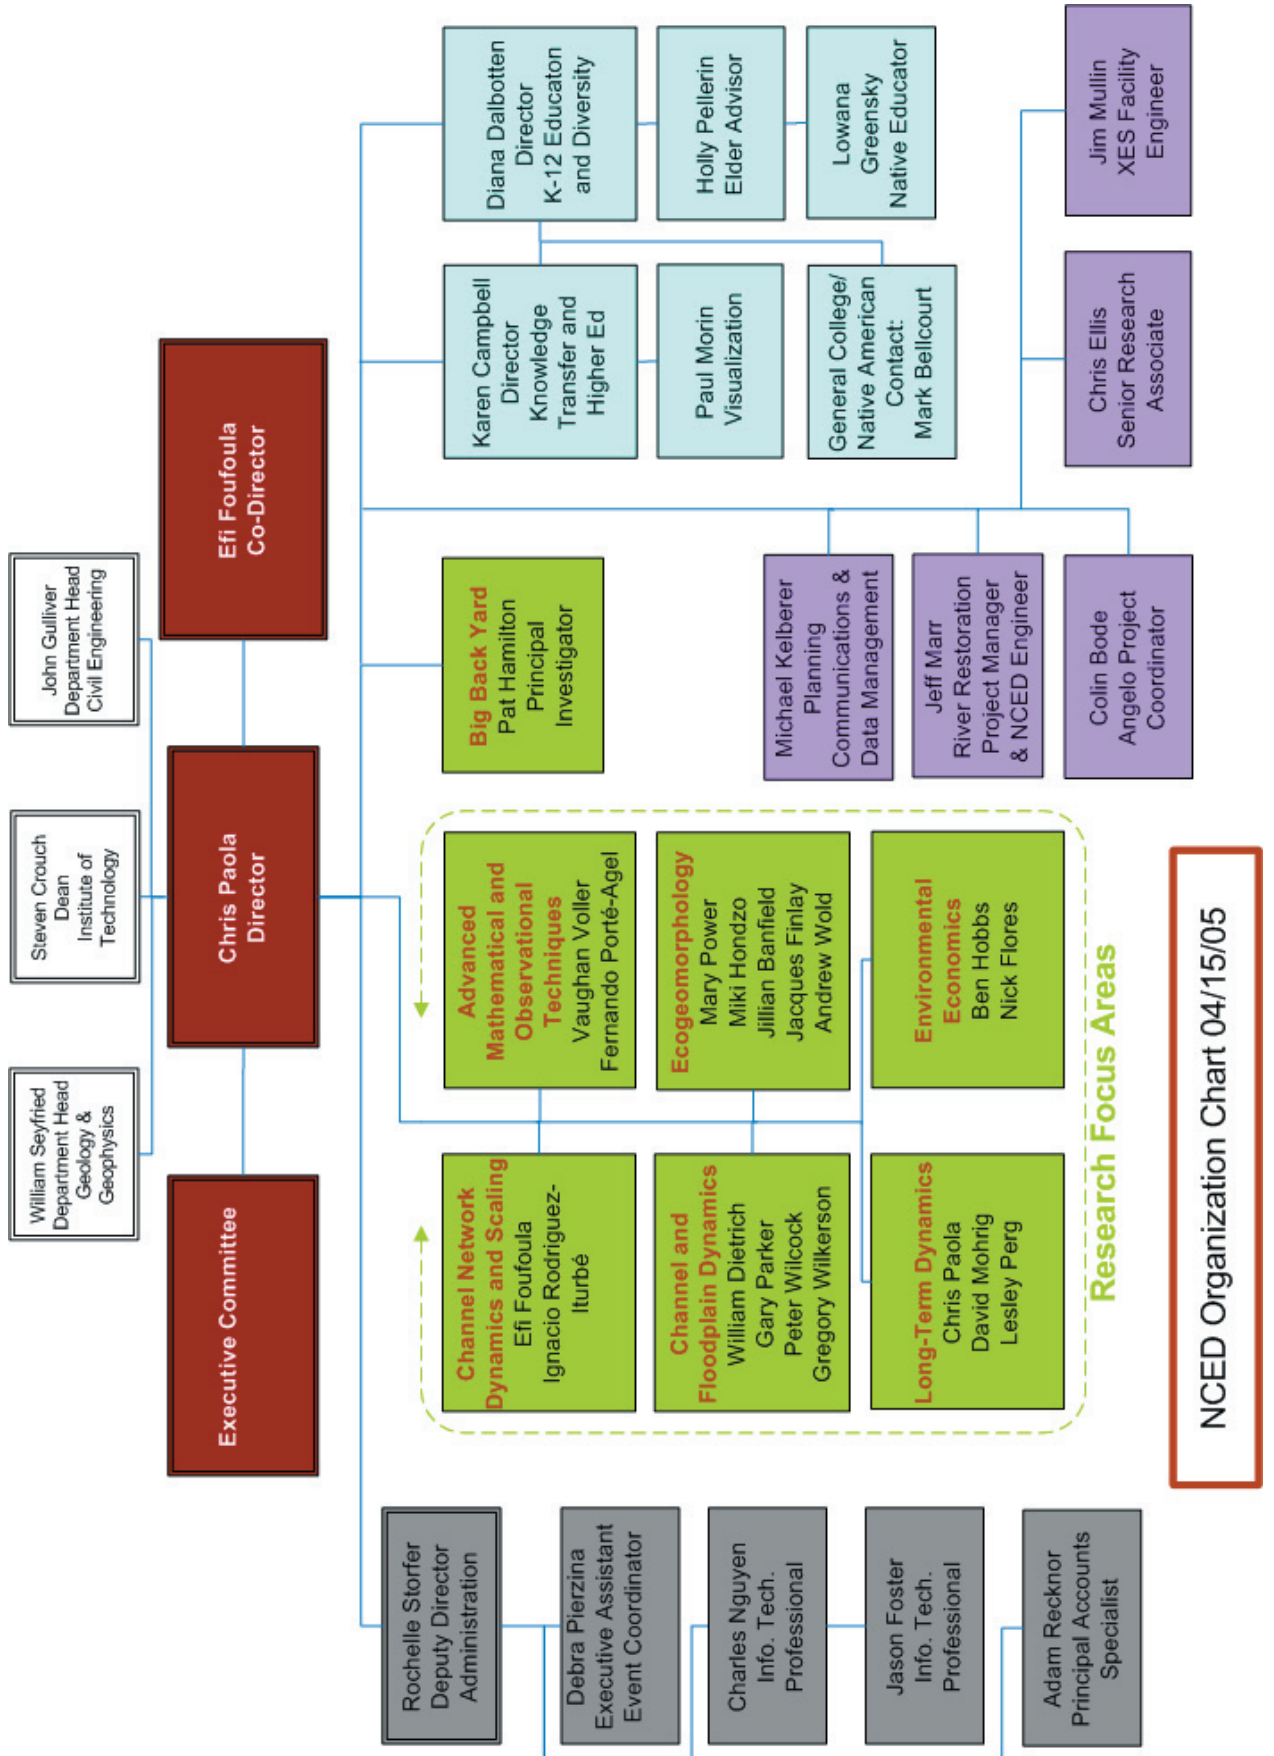 William Seyfried
Department Head
Geology &
Geophysics
Steven Crouch
Dean
Institute of
Technology
John Gulliver
Department Head
Civil Engineering
Executive Committee
Chris Paola
Director
Efi Foufoula
Co-Director
Rochelle Storfer
Deputy Director
Administration
Debra Pierzina
Executive Assistant
Event Coordinator
Charles Nguyen
Info. Tech.
Professional
Jason Foster
Info. Tech.
Professional
Adam Recknor
Principal Accounts
Specialist
Channel Network
Dynamics and Scaling
Efi Foufoula
Ignacio Rodriguez-
Iturbé
Advanced
Mathematical and
Observational
Techniques
Vaughan Voller
Fernando Porté-Agel
Channel and
Floodplain Dynamics
William Dietrich
Gary Parker
Peter Wilcock
Gregory Wilkerson
Ecogeomorphology
Mary Power
Miki Hondzo
Jillian Banfield
Jacques Finlay
Andrew Wold
Long-Term Dynamics
Chris Paola
David Mohrig
Lesley Perg
Environmental
Economics
Ben Hobbs
Nick Flores
Research Focus Areas
Big Back Yard
Pat Hamilton
Principal
Investigator
Karen Campbell
Director
Knowledge
Transfer and
Higher Ed
Diana Dalbotten
Director
K-12 Educaton
and Diversity
Paul Morin
Visualization
Holly Pellerin
Elder Advisor
General College/
Native American
Contact:
Mark Bellcourt
Lowana
Greensky
Native Educator
Michael Kelberer
Planning
Communications &
Data Management
Jeff Marr
River Restoration
Project Manager
& NCED Engineer
Colin Bode
Angelo Project
Coordinator
Chris Ellis
Senior Research
Associate
Jim Mullin
XES Facility
Engineer
NCED Organization Chart 04/15/05